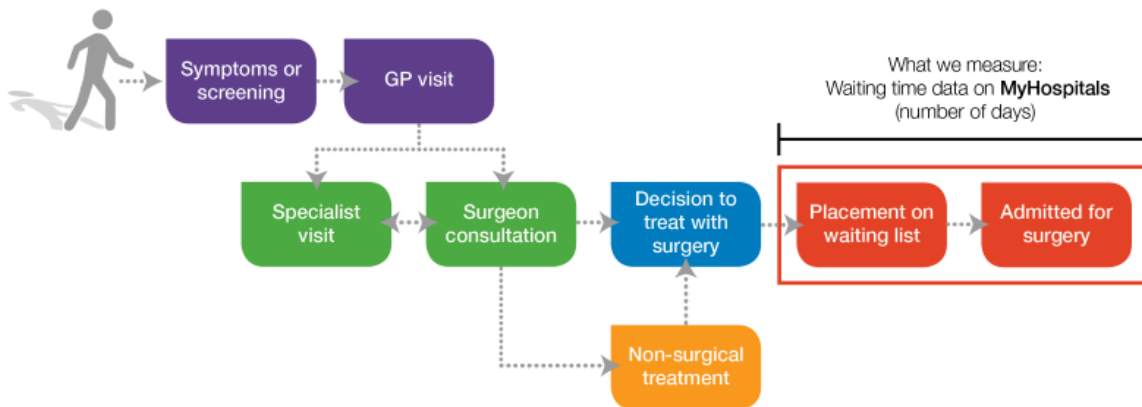 Symptoms or
screening
GP visit
What we measure:
Waiting time data on MyHospitals
(number of days)
Specialist
visit
Surgeon
consultation
Decision to
treat with
surgery
Placement on
waiting list
Admitted for
surgery
Non-surgical
treatment